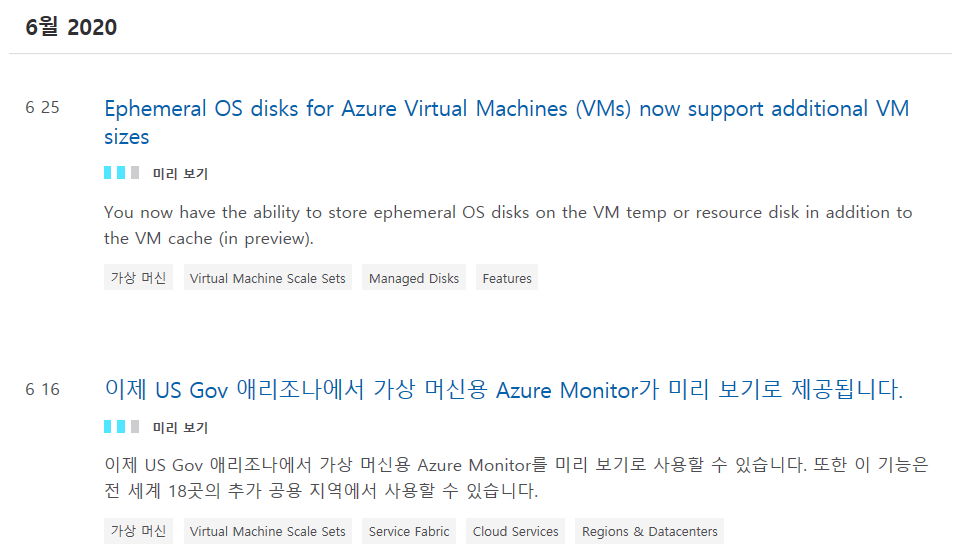 6월 2020
6 25
Ephemeral OS disks for Azure Virtual Machines (VMs) now support additional VM
sizes
미리 보기
You now have the ability to store ephemeral OS disks on the VM temp or resource disk in addition to
the VM cache (in preview).
가상 머신 Virtual Machine Scale Sets Managed Disks Features
6 16
이제 US Gov 애리조나에서 가상 머신용 Azure Monitor가 미리 보기로 제공됩니다.
미리 보기
이제 US Gov 애리조나에서 가상 머신용 Azure Monitor를 미리 보기로 사용할 수 있습니다. 또한 이 기능은
전 세계 18곳의 추가 공용 지역에서 사용할 수 있습니다.
가상 머신 Virtual Machine Scale Sets Service Fabric Cloud Services Regions & Datacenters